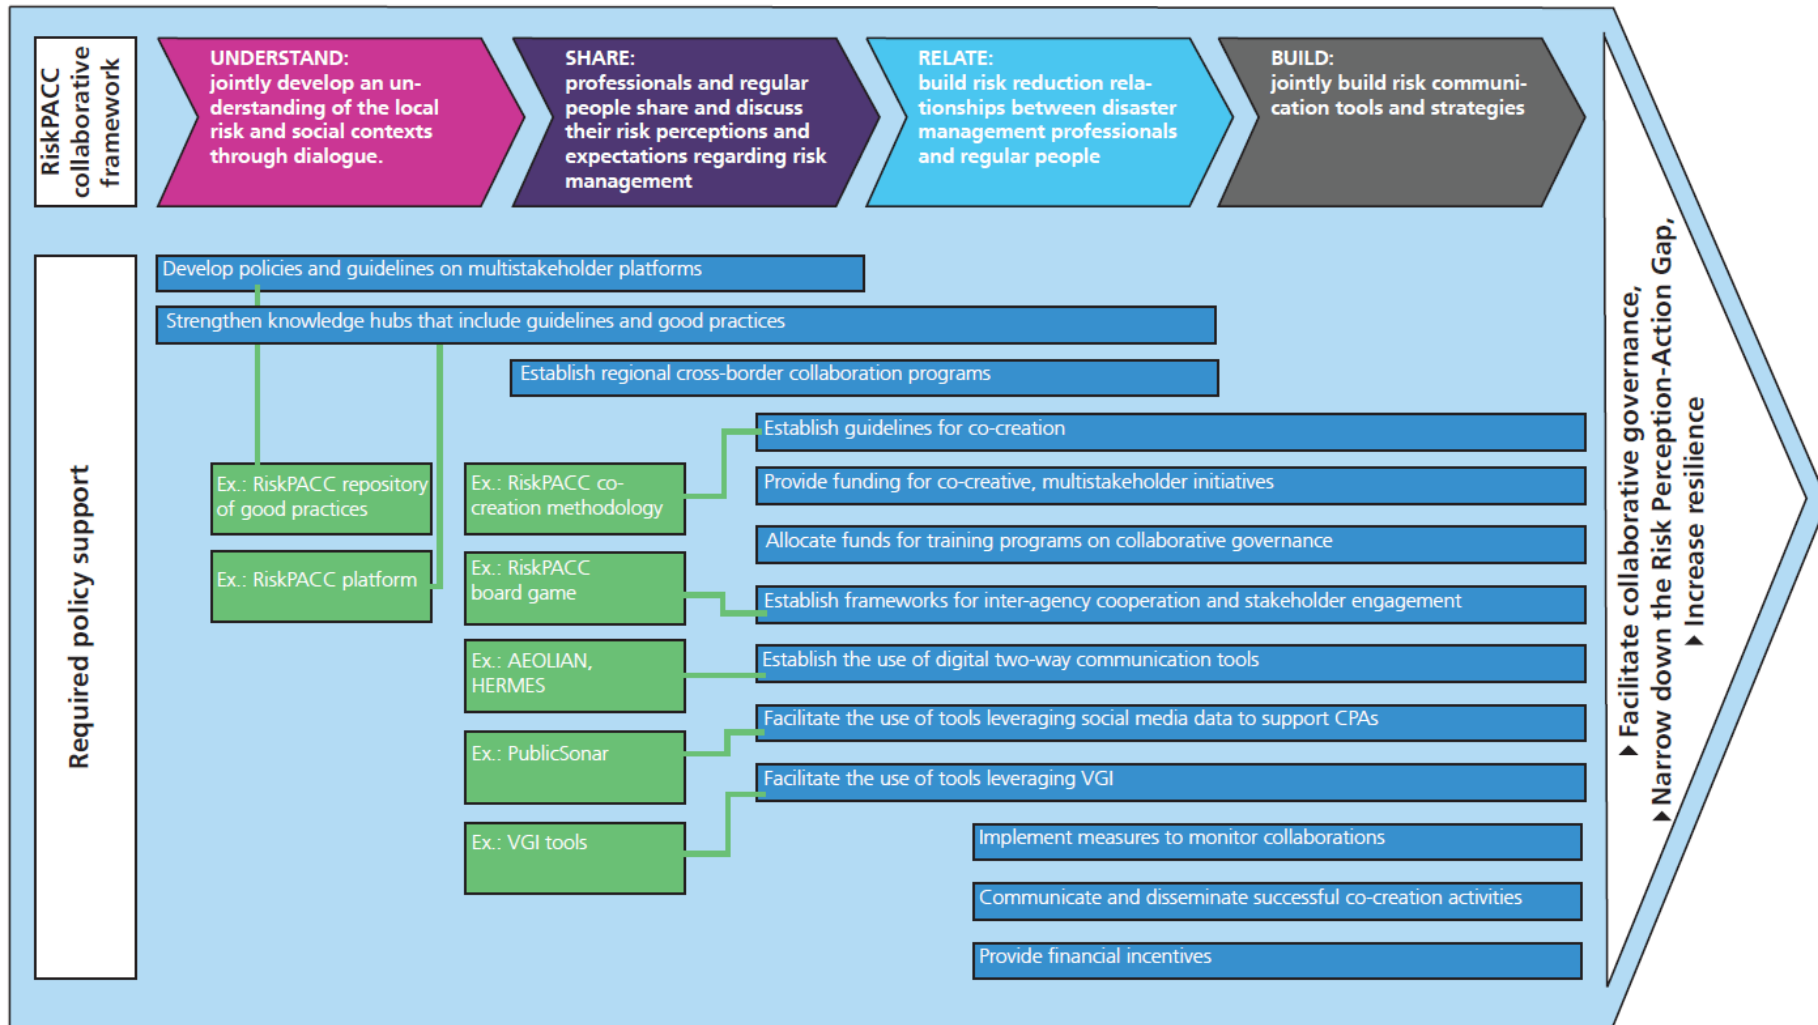 RiskPACC
collaborative
framework
UNDERSTAND:
jointly develop an un-
derstanding of the local
risk and social contexts
through dialogue.
SHARE:
professionals and regular
people share and discuss
their risk perceptions and
expectations regarding risk
management
RELATE:
build risk reduction rela-
tionships between disaster
management professionals
and regular people
BUILD:
jointly build risk communi-
cation tools and strategies
Required policy support
Develop policies and guidelines on multistakeholder platforms
Strengthen knowledge hubs that include guidelines and good practices
Establish regional cross-border collaboration programs
Establish guidelines for co-creation
Provide funding for co-creative, multistakeholder initiatives
Allocate funds for training programs on collaborative governance
Establish frameworks for inter-agency cooperation and stakeholder engagement
Establish the use of digital two-way communication tools
Facilitate the use of tools leveraging social media data to support CPAs
Facilitate the use of tools leveraging VGI
Implement measures to monitor collaborations
Communicate and disseminate successful co-creation activities
Provide financial incentives
Ex.: RiskPACC repository
of good practices
Ex.: RiskPACC platform
Ex.: RiskPACC co-
creation methodology
Ex.: RiskPACC
board game
Ex.: AEOLIAN,
HERMES
Ex.: PublicSonar
Ex.: VGI tools
Facilitate collaborative governance,
Narrow down the Risk Perception-Action Gap,
Increase resilience